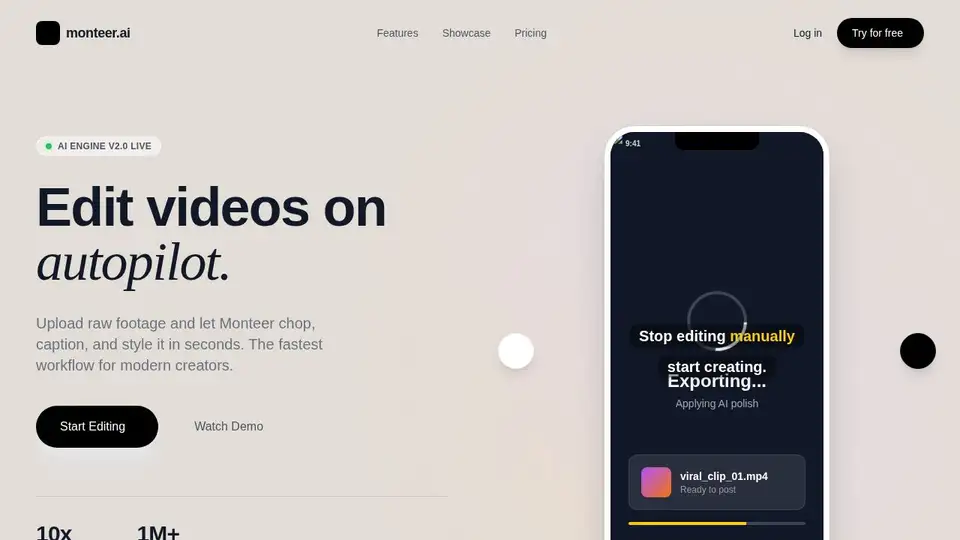 monteer.ai
Features
Showcase
Pricing
Log in
Try for free
AI ENGINE V2.0 LIVE
Edit videos on
autopilot.
Upload raw footage and let Monteer chop,
caption, and style it in seconds. The fastest
workflow for modern creators.
Start Editing
Watch Demo
10x
1M+
9:41
Stop editing manually
start creating.
Exporting...
Applying AI polish
viral_clip_01.mp4
Ready to post